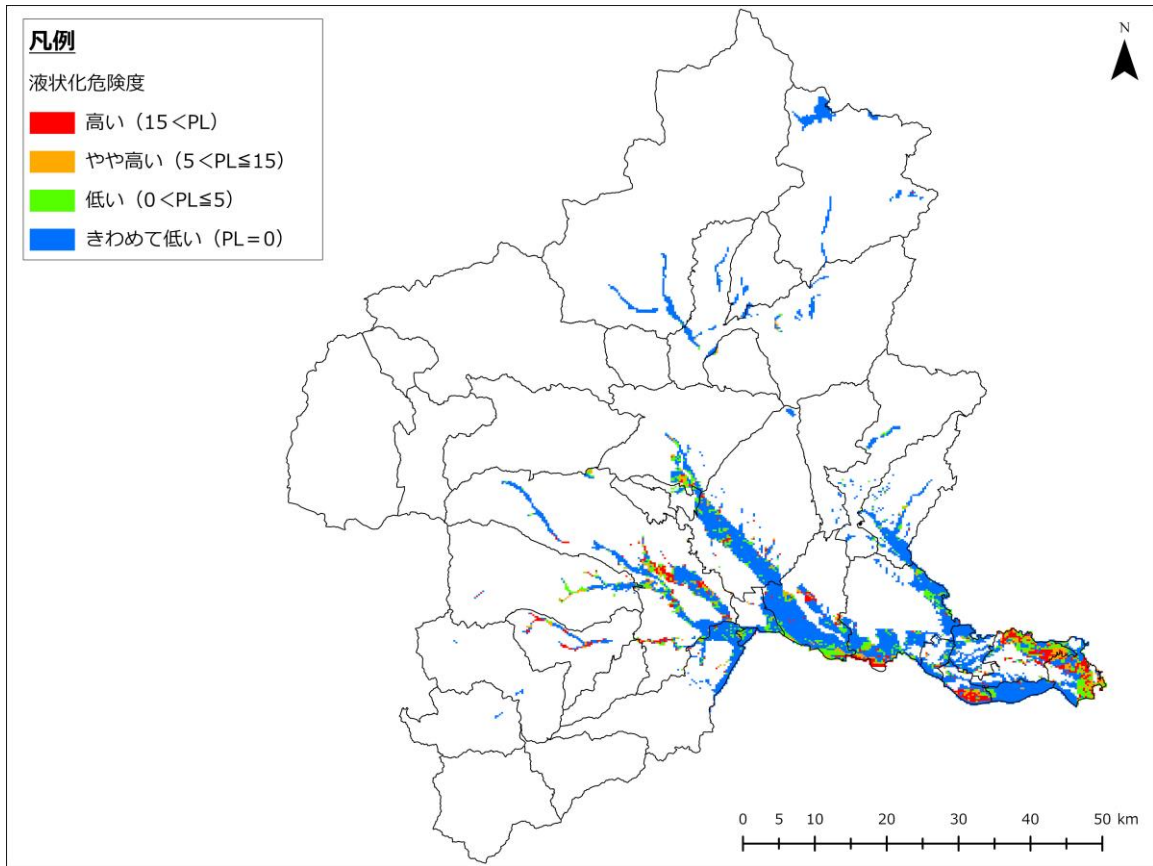 凡例
液状化危険度
高い（15＜PL）
やや高い（5＜PL≦15）
低い（0＜PL≦5）
きわめて低い（PL＝0）
N
0 5 10 20 30 40 50 km